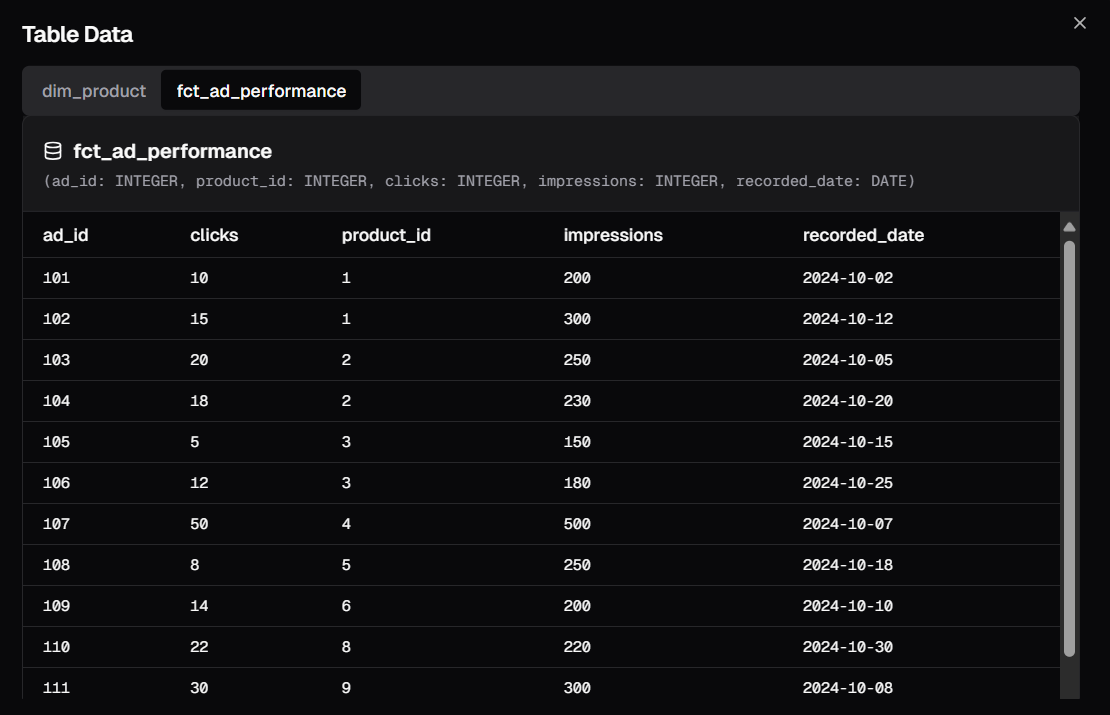 Table Data
dim_product fct_ad_performance
fct_ad_performance
(ad_id: INTEGER, product_id: INTEGER, clicks: INTEGER, impressions: INTEGER, recorded_date: DATE)
ad_id clicks product_id impressions recorded_date
101 10 1 200 2024-10-02
102 15 1 300 2024-10-12
103 20 2 250 2024-10-05
104 18 2 230 2024-10-20
105 5 3 150 2024-10-15
106 12 3 180 2024-10-25
107 50 4 500 2024-10-07
108 8 5 250 2024-10-18
109 14 6 200 2024-10-10
110 22 8 220 2024-10-30
111 30 9 300 2024-10-08